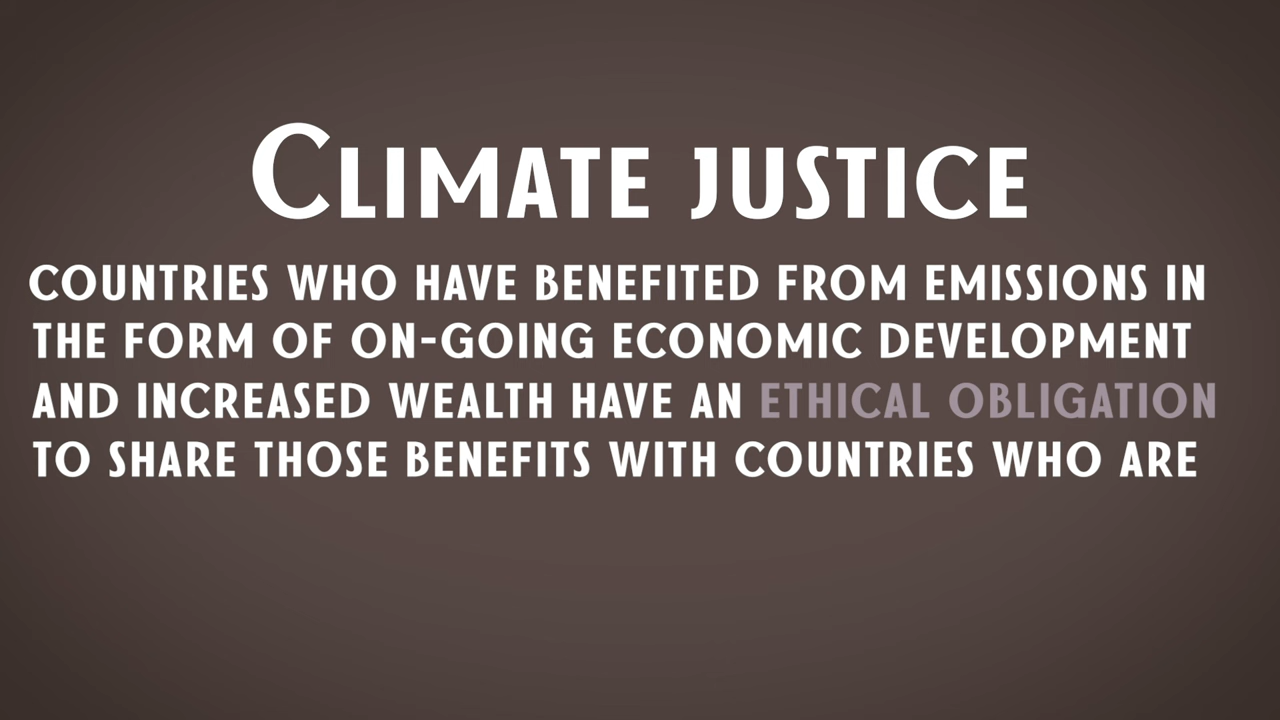 Climate justice
COUNTRIES WHO HAVE BENEFITED FROM EMISSIONS IN
THE FORM OF ON-GOING ECONOMIC DEVELOPMENT
AND INCREASED WEALTH HAVE AN ETHICAL OBLIGATION
TO SHARE THOSE BENEFITS WITH COUNTRIES WHO ARE